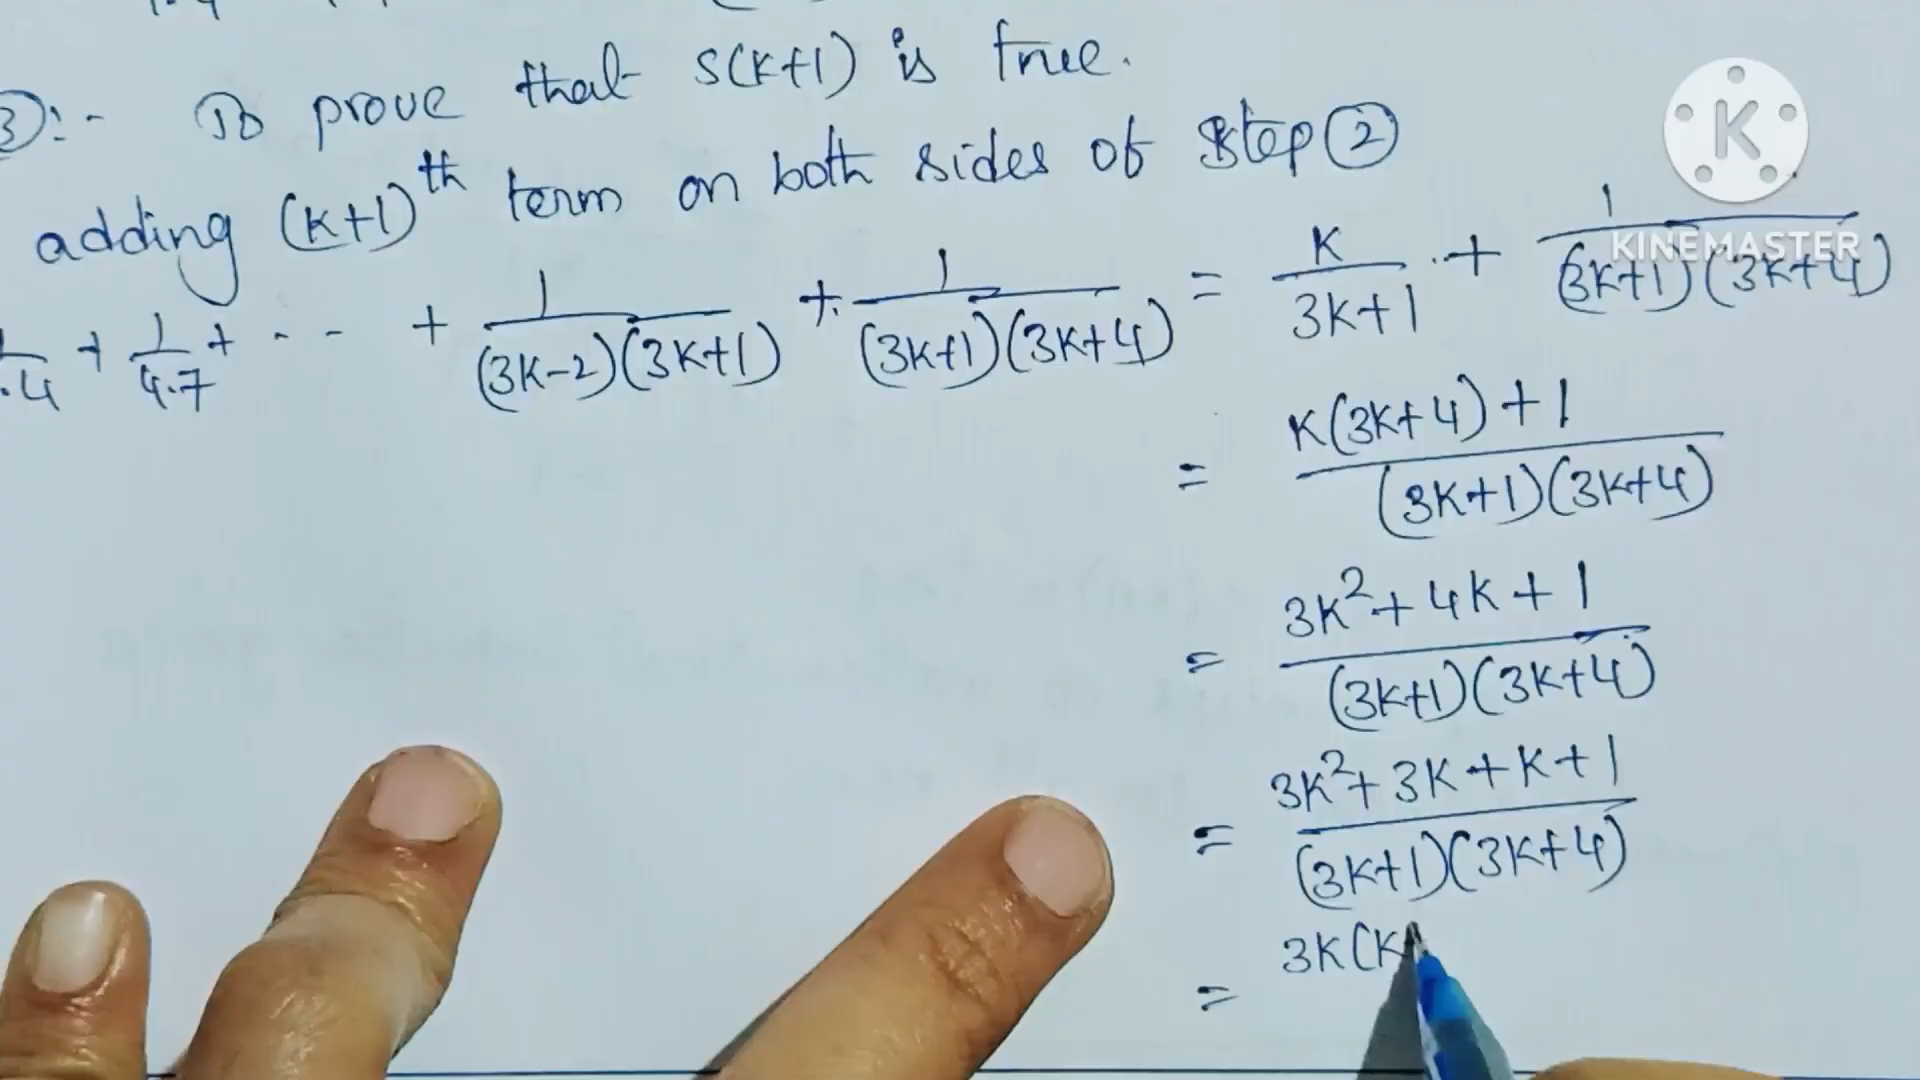 3):- To prove that S(K+1) is true.
adding (K+1)^th term on both sides of Step ②
K
KINEMASTER
.4 + 1/4.7 + - - - + 1/(3K-2)(3K+1) + 1/(3K+1)(3K+4) = K/3K+1 + 1/(3K+1)(3K+4)
= K(3K+4)+1/(3K+1)(3K+4)
= 3K²+4K+1/(3K+1)(3K+4)
= 3K²+3K+K+1/(3K+1)(3K+4)
= 3K(K